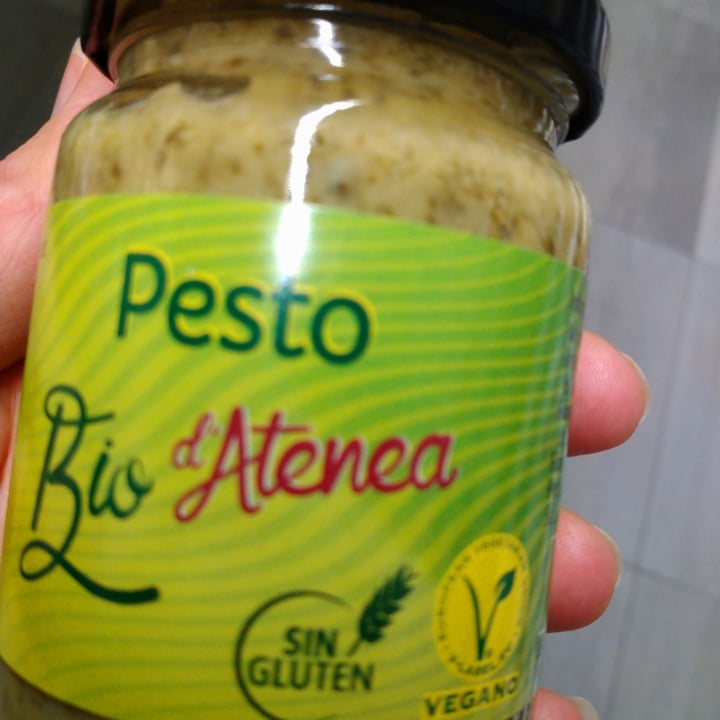 Pesto
Bio d'Atenea
SIN
GLUTEN
VEGANO